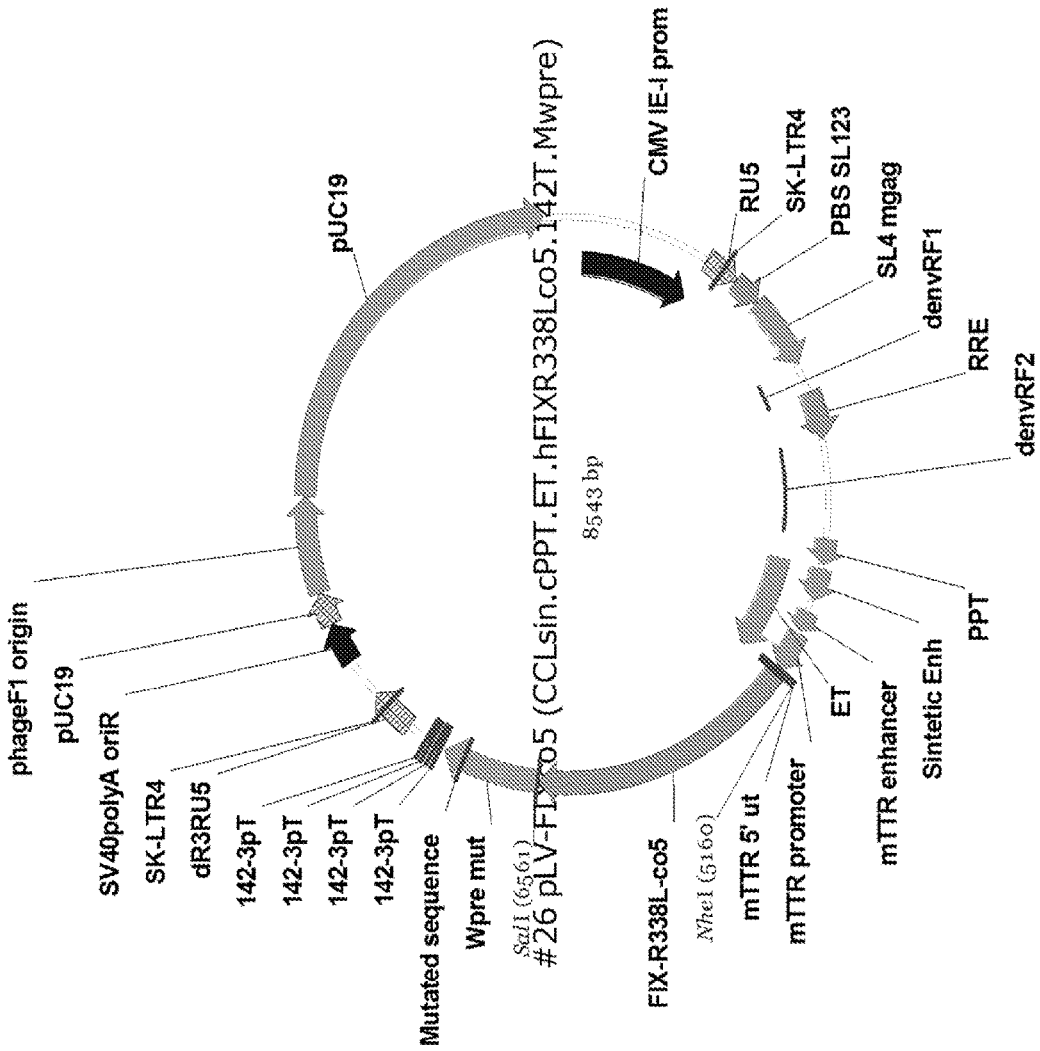 phageF1 origin
pUC19
SV40polyA oriR
SK-LTR4
dR3RU5
142-3pT
142-3pT
142-3pT
142-3pT
Mutated sequence
Wpre mut
SalI (6561)
#26 (CCLsin.cPPT.ET.hFIXR338Lco5.142T.Mwpre)
8543 bp
FIX-R338L-co5
NheI (5160)
mTTR 5' ut
mTTR promoter
ET
mTTR enhancer
Sintetic Enh
PPT
denvRF2
RRE
denvRF1
SL4 mgag
PBS SL123
SK-LTR4
RU5
CMV IE-I prom
pUC19